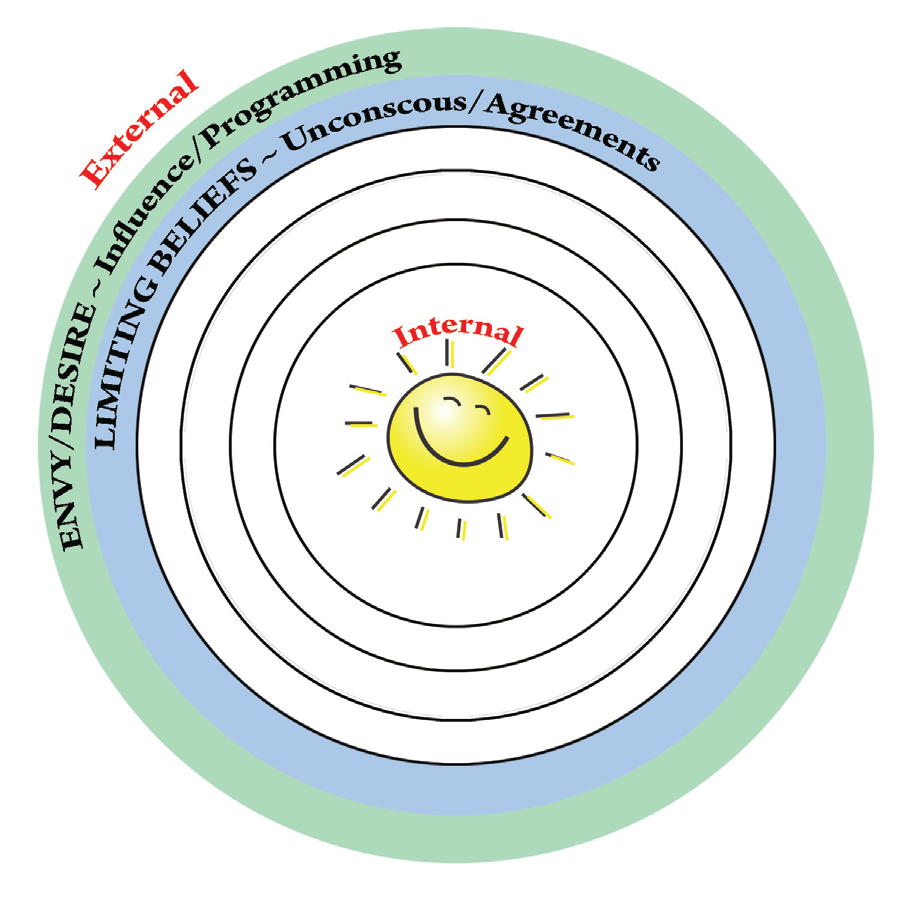 External
ENVY/DESIRE ~ Influence/Programming
LIMITING BELIEFS ~ Unconscous/Agreements
Internal